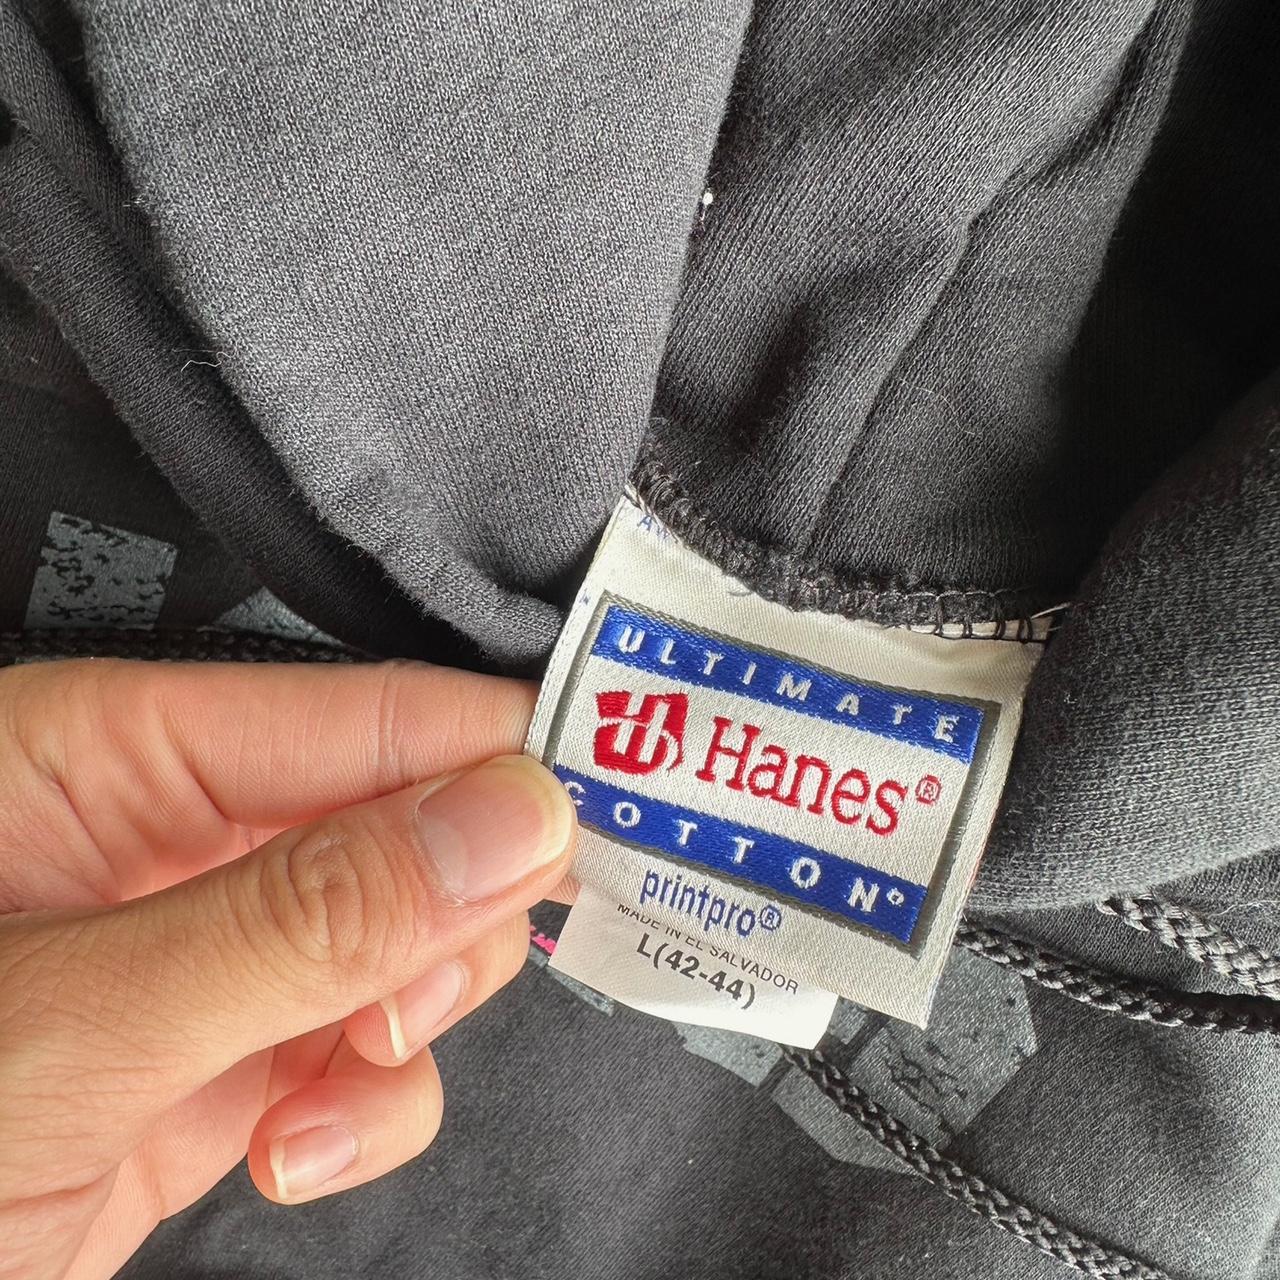 ULTIMATE
Hanes®
COTTON®
printpro®
MADE IN EL SALVADOR
L(42-44)